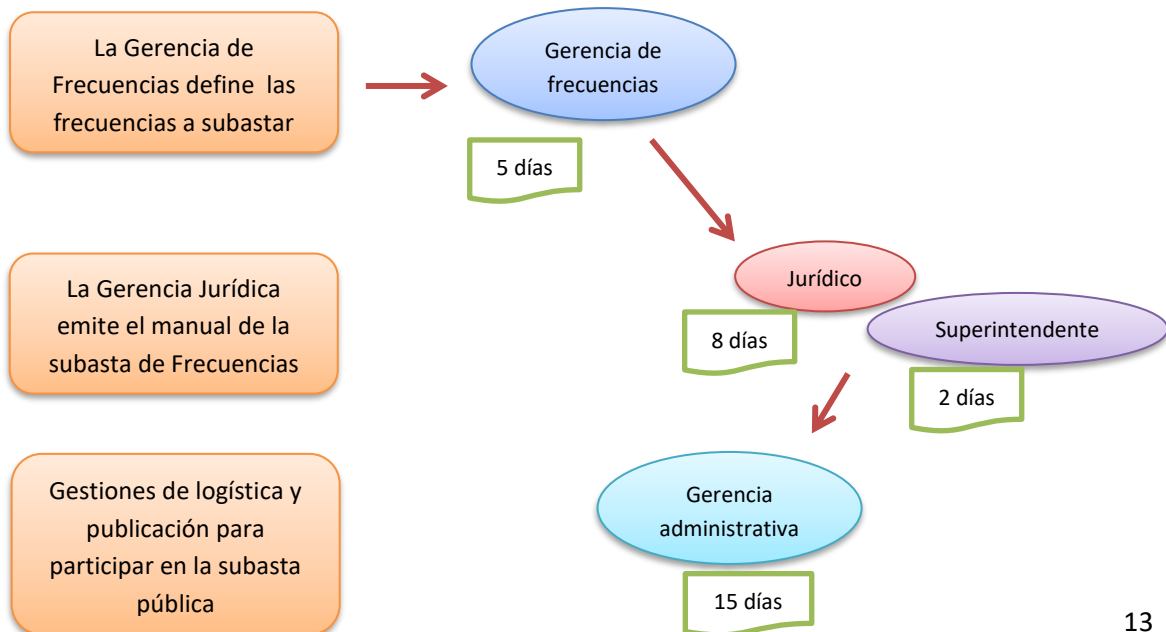 La Gerencia de
Frecuencias define las
frecuencias a subastar
Gerencia de
frecuencias
5 días
La Gerencia Jurídica
emite el manual de la
subasta de Frecuencias
Jurídico
8 días
Superintendente
2 días
Gestiones de logística y
publicación para
participar en la subasta
pública
Gerencia
administrativa
15 días
13